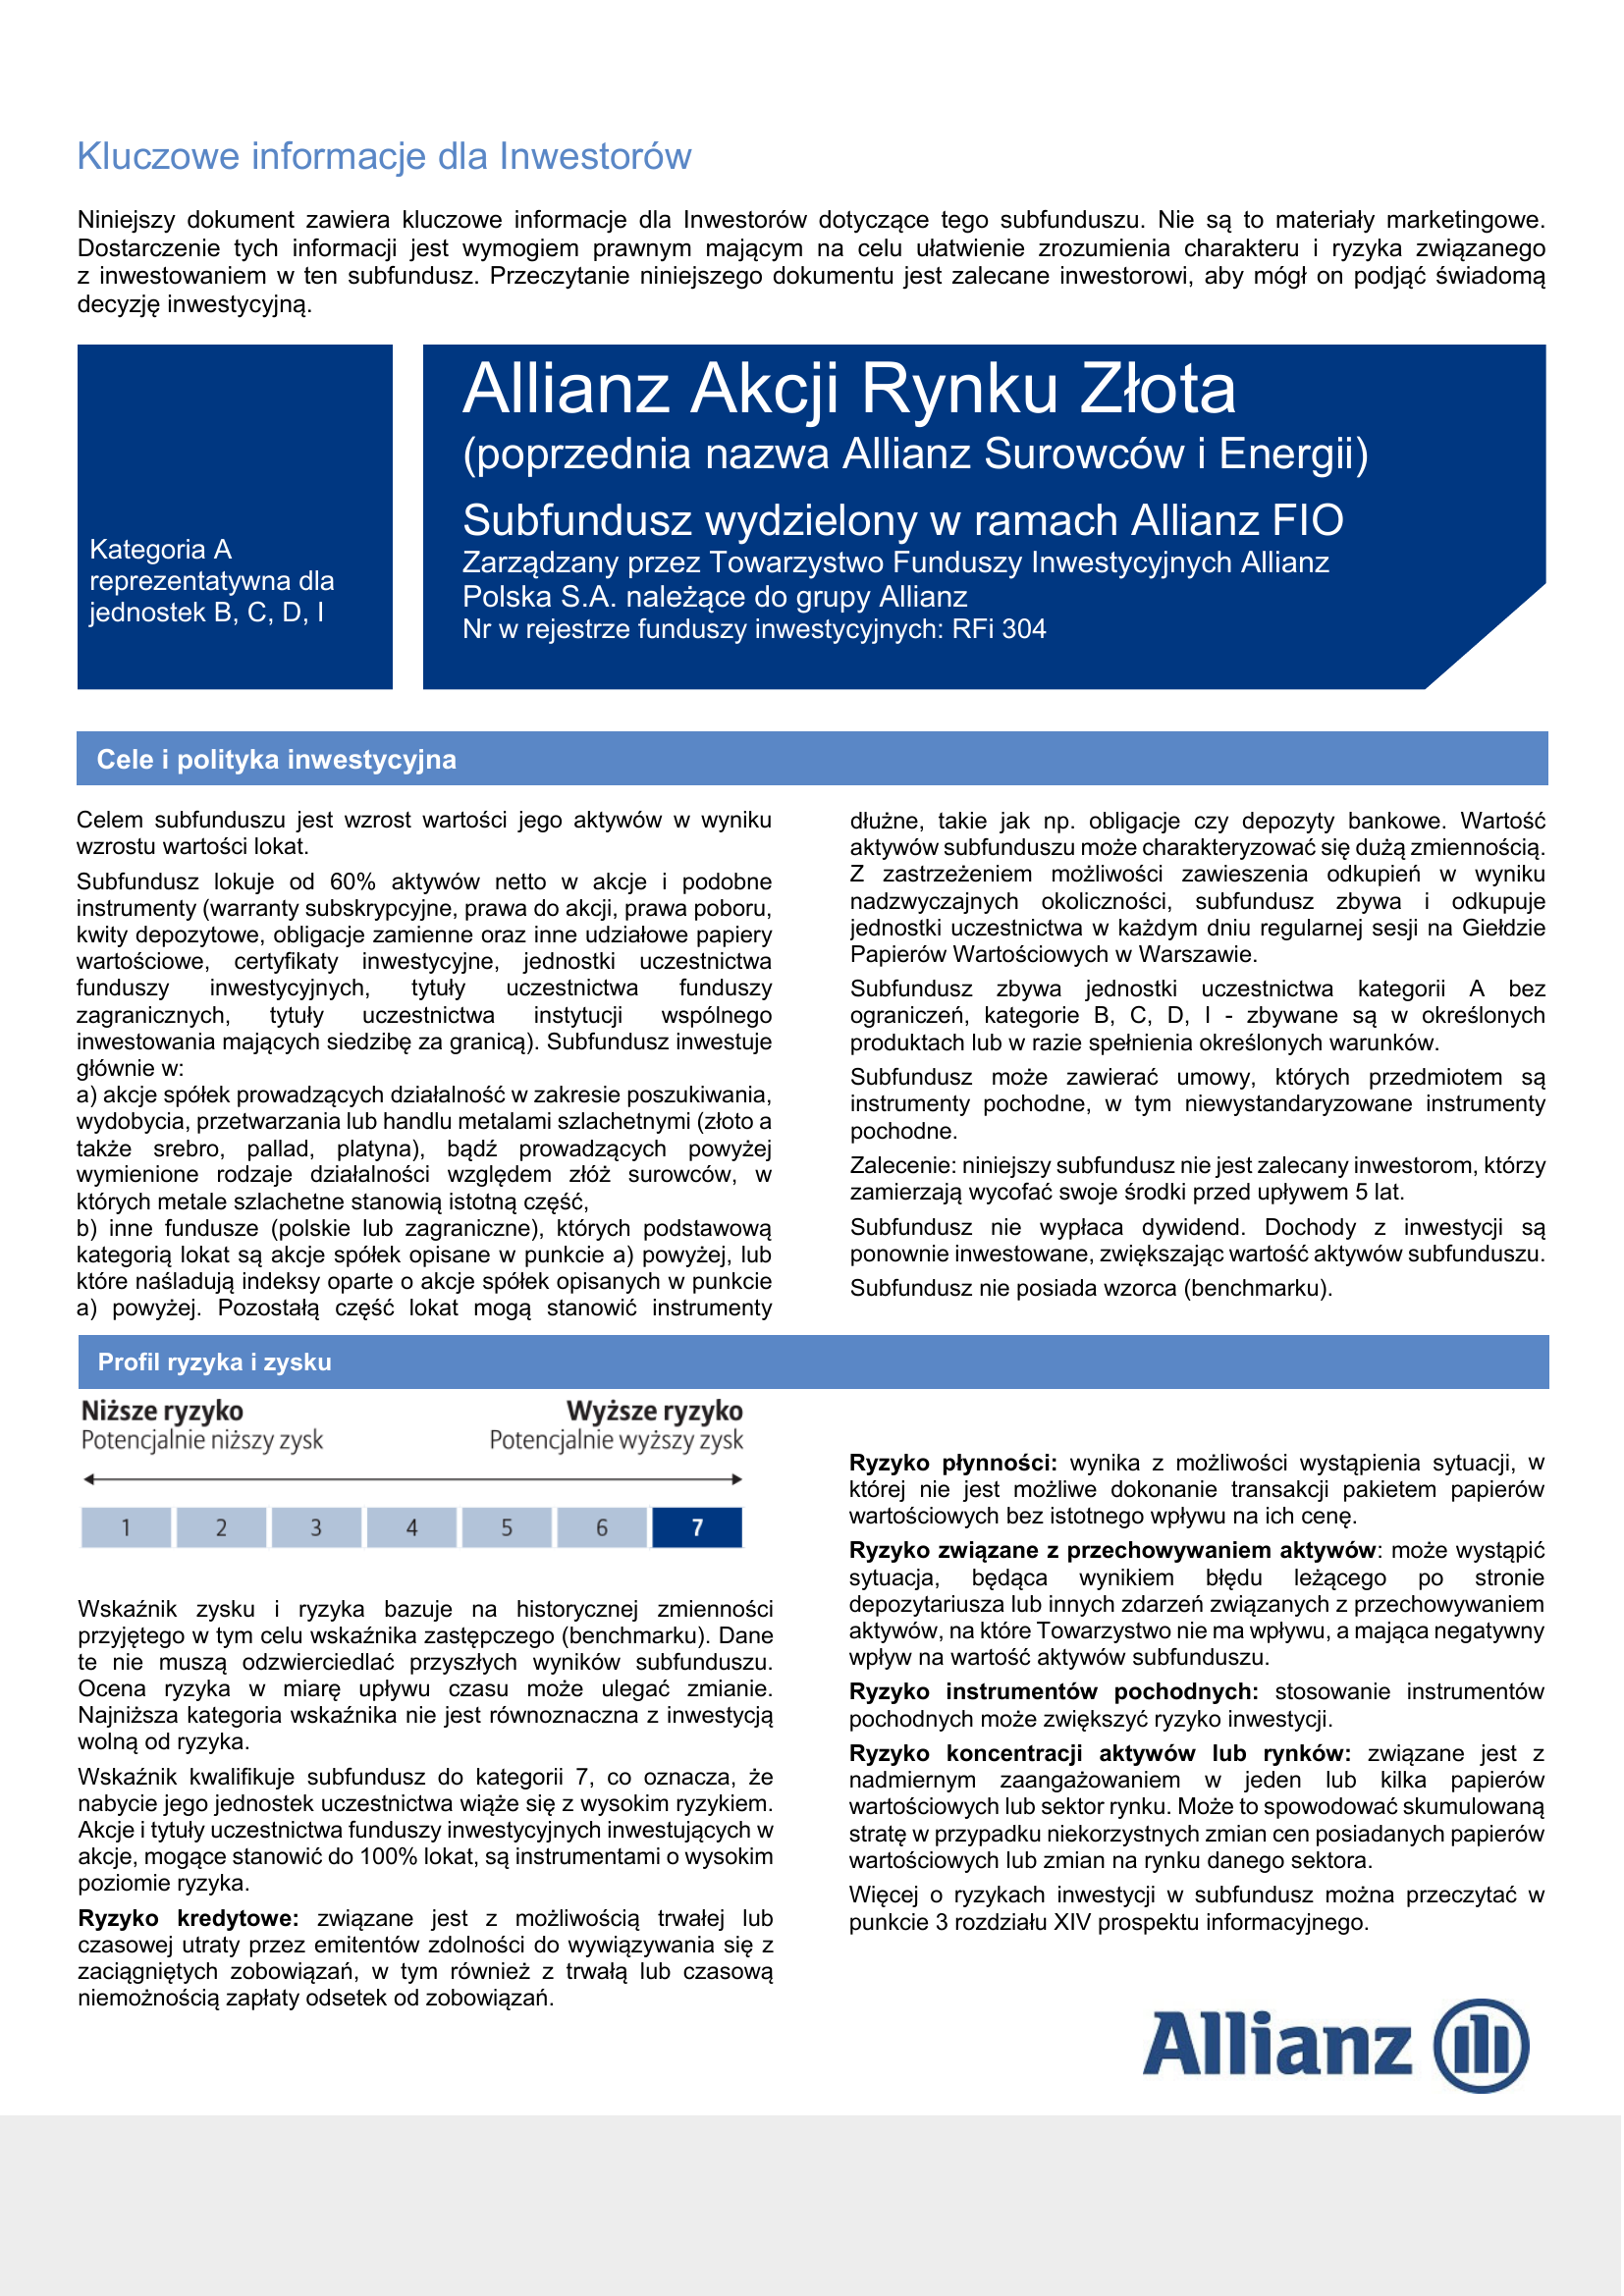 Kluczowe informacje dla Inwestorów
Niniejszy dokument zawiera kluczowe informacje dla Inwestorów dotyczące tego subfunduszu. Nie są to materiały marketingowe.
Dostarczenie tych informacji jest wymogiem prawnym mającym na celu ułatwienie zrozumienia charakteru i ryzyka związanego
z inwestowaniem w ten subfundusz. Przeczytanie niniejszego dokumentu jest zalecane inwestorowi, aby mógł on podjąć świadomą
decyzję inwestycyjną.
Kategoria A
reprezentatywna dla
jednostek B, C, D, I
Allianz Akcji Rynku Złota
(poprzednia nazwa Allianz Surowców i Energii)
Subfundusz wydzielony w ramach Allianz FIO
Zarządzany przez Towarzystwo Funduszy Inwestycyjnych Allianz
Polska S.A. należące do grupy Allianz
Nr w rejestrze funduszy inwestycyjnych: RFi 304
Cele i polityka inwestycyjna
Celem subfunduszu jest wzrost wartości jego aktywów w wyniku
wzrostu wartości lokat.
Subfundusz lokuje od 60% aktywów netto w akcje i podobne
instrumenty (warranty subskrypcyjne, prawa do akcji, prawa poboru,
kwity depozytowe, obligacje zamienne oraz inne udziałowe papiery
wartościowe, certyfikaty inwestycyjne, jednostki uczestnictwa
funduszy inwestycyjnych, tytuły uczestnictwa funduszy
zagranicznych, tytuły uczestnictwa instytucji wspólnego
inwestowania mających siedzibę za granicą). Subfundusz inwestuje
głównie w:
a) akcje spółek prowadzących działalność w zakresie poszukiwania,
wydobycia, przetwarzania lub handlu metalami szlachetnymi (złoto a
także srebro, pallad, platyna), bądź prowadzących powyżej
wymienione rodzaje działalności względem złóż surowców, w
których metale szlachetne stanowią istotną część,
b) inne fundusze (polskie lub zagraniczne), których podstawową
kategorią lokat są akcje spółek opisane w punkcie a) powyżej, lub
które naśladują indeksy oparte o akcje spółek opisanych w punkcie
a) powyżej. Pozostałą część lokat mogą stanowić instrumenty
dłużne, takie jak np. obligacje czy depozyty bankowe. Wartość
aktywów subfunduszu może charakteryzować się dużą zmiennością.
Z zastrzeżeniem możliwości zawieszenia odkupień w wyniku
nadzwyczajnych okoliczności, subfundusz zbywa i odkupuje
jednostki uczestnictwa w każdym dniu regularnej sesji na Giełdzie
Papierów Wartościowych w Warszawie.
Subfundusz zbywa jednostki uczestnictwa kategorii A bez
ograniczeń, kategorie B, C, D, I - zbywane są w określonych
produktach lub w razie spełnienia określonych warunków.
Subfundusz może zawierać umowy, których przedmiotem są
instrumenty pochodne, w tym niewystandaryzowane instrumenty
pochodne.
Zalecenie: niniejszy subfundusz nie jest zalecany inwestorom, którzy
zamierzają wycofać swoje środki przed upływem 5 lat.
Subfundusz nie wypłaca dywidend. Dochody z inwestycji są
ponownie inwestowane, zwiększając wartość aktywów subfunduszu.
Subfundusz nie posiada wzorca (benchmarku).
Profil ryzyka i zysku
Niższe ryzyko Wyższe ryzyko
Potencjalnie niższy zysk Potencjalnie wyższy zysk
1 2 3 4 5 6 7
Wskaźnik zysku i ryzyka bazuje na historycznej zmienności
przyjętego w tym celu wskaźnika zastępczego (benchmarku). Dane
te nie muszą odzwierciedlać przyszłych wyników subfunduszu.
Ocena ryzyka w miarę upływu czasu może ulegać zmianie.
Najniższa kategoria wskaźnika nie jest równoznaczna z inwestycją
wolną od ryzyka.
Wskaźnik kwalifikuje subfundusz do kategorii 7, co oznacza, że
nabycie jego jednostek uczestnictwa wiąże się z wysokim ryzykiem.
Akcje i tytuły uczestnictwa funduszy inwestycyjnych inwestujących w
akcje, mogące stanowić do 100% lokat, są instrumentami o wysokim
poziomie ryzyka.
Ryzyko kredytowe: związane jest z możliwością trwałej lub
czasowej utraty przez emitentów zdolności do wywiązywania się z
zaciągniętych zobowiązań, w tym również z trwałą lub czasową
niemożnością zapłaty odsetek od zobowiązań.
Ryzyko płynności: wynika z możliwości wystąpienia sytuacji, w
której nie jest możliwe dokonanie transakcji pakietem papierów
wartościowych bez istotnego wpływu na ich cenę.
Ryzyko związane z przechowywaniem aktywów: może wystąpić
sytuacja, będąca wynikiem błędu leżącego po stronie
depozytariusza lub innych zdarzeń związanych z przechowywaniem
aktywów, na które Towarzystwo nie ma wpływu, a mająca negatywny
wpływ na wartość aktywów subfunduszu.
Ryzyko instrumentów pochodnych: stosowanie instrumentów
pochodnych może zwiększyć ryzyko inwestycji.
Ryzyko koncentracji aktywów lub rynków: związane jest z
nadmiernym zaangażowaniem w jeden lub kilka papierów
wartościowych lub sektor rynku. Może to spowodować skumulowaną
stratę w przypadku niekorzystnych zmian cen posiadanych papierów
wartościowych lub zmian na rynku danego sektora.
Więcej o ryzykach inwestycji w subfundusz można przeczytać w
punkcie 3 rozdziału XIV prospektu informacyjnego.
Allianz